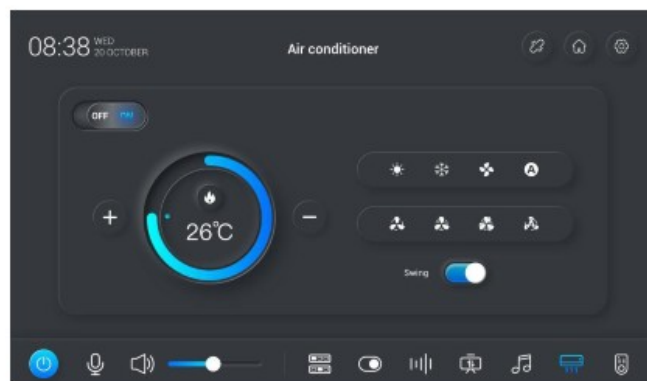 08:38 WED
20 OCTOBER
Air conditioner
OFF ON
A
26°C
Swing